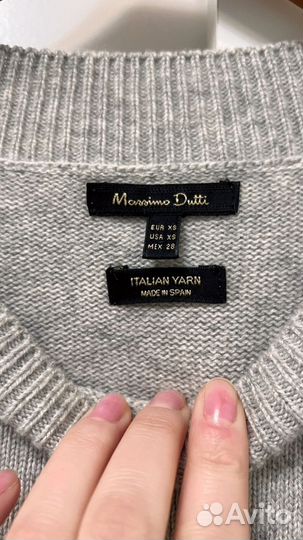 Massimo Dutti
EUR XS
USA XS
MEX 28
ITALIAN YARN
MADE IN SPAIN
Avito